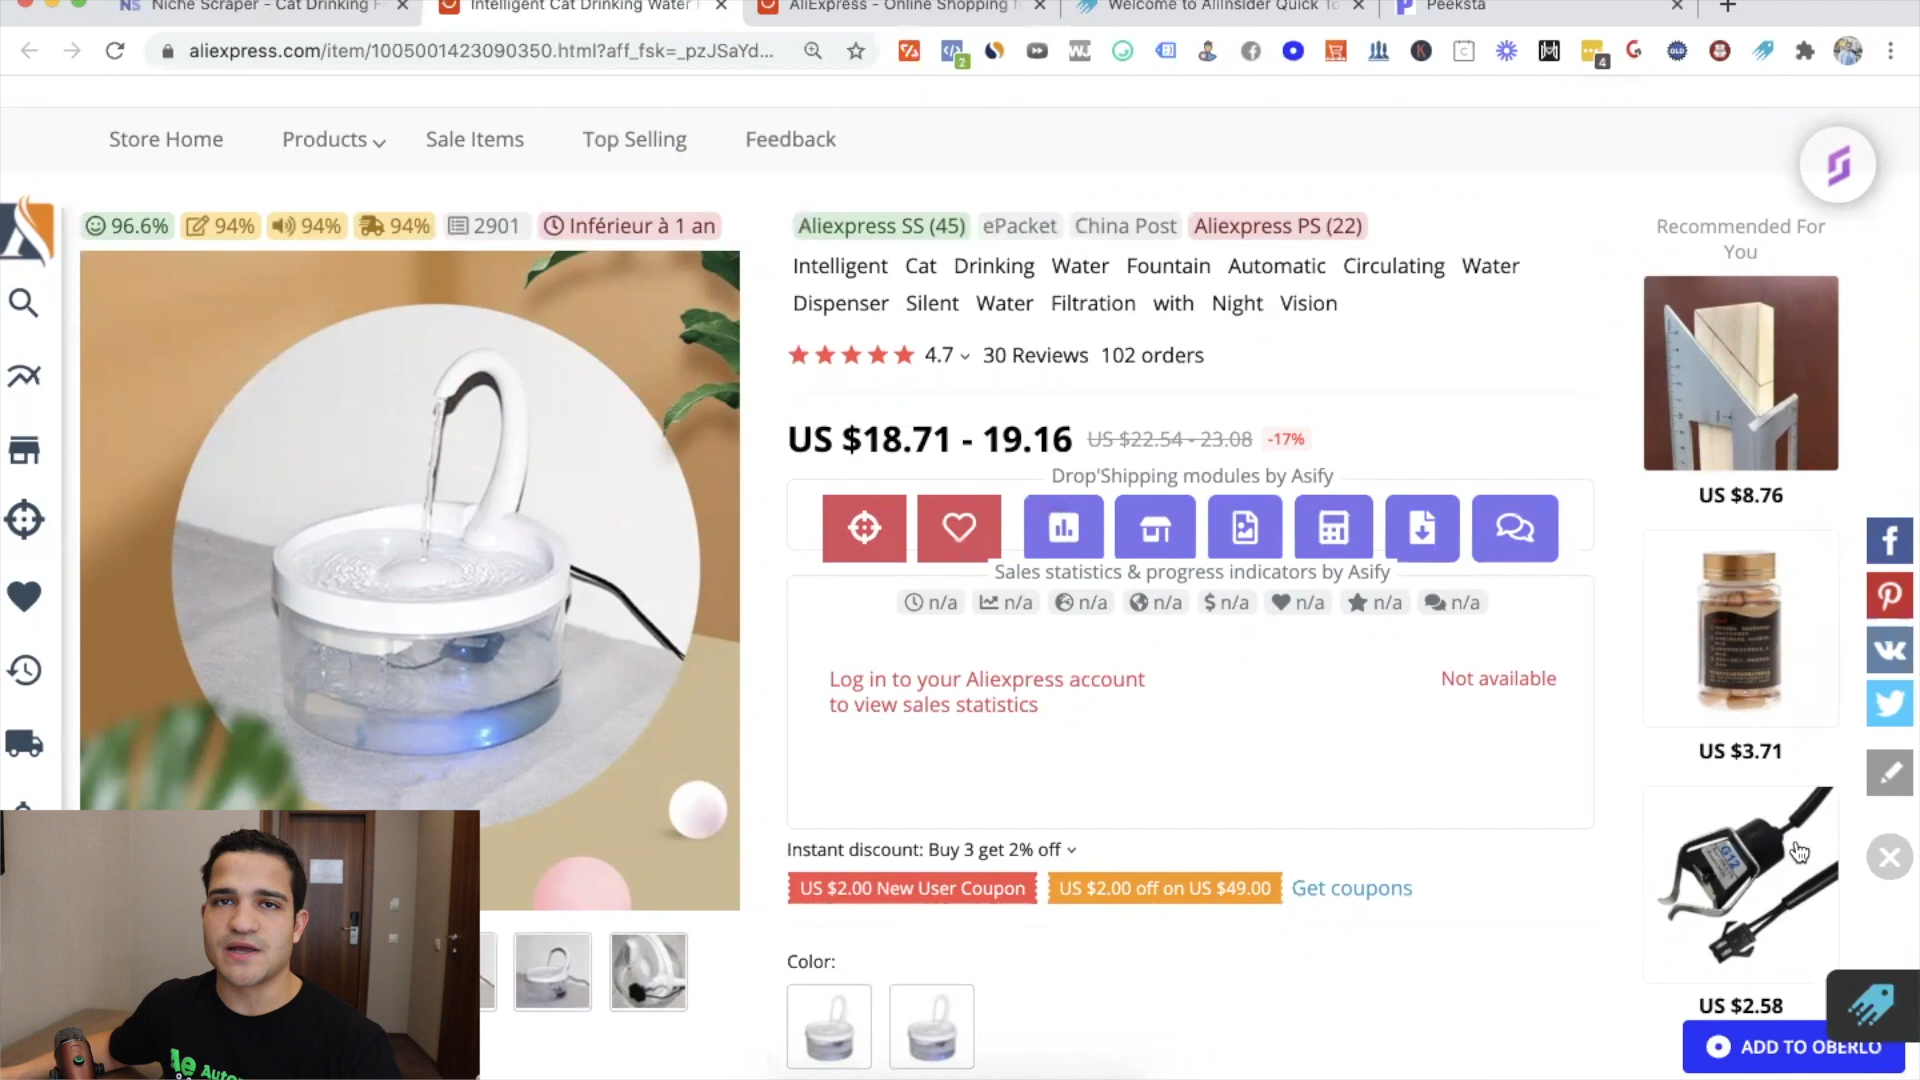 NS Niche Scraper - Cat Drinking F
Intelligent Cat Drinking Water F
AliExpress - Online Shopping f
Welcome to AliInsider Quick To
Peeksta
aliexpress.com/item/1005001423090350.html?aff_fsk=_pzJSaYd...
2
4
Store Home
Products
Sale Items
Top Selling
Feedback
96.6%
94%
94%
94%
2901
Inférieur à 1 an
Aliexpress SS (45)
ePacket
China Post
Aliexpress PS (22)
Intelligent Cat Drinking Water Fountain Automatic Circulating Water
Dispenser Silent Water Filtration with Night Vision
4.7
30 Reviews
102 orders
US $18.71 - 19.16
US $22.54 - 23.08
-17%
Drop'Shipping modules by Asify
Sales statistics & progress indicators by Asify
n/a
n/a
n/a
n/a
$ n/a
n/a
n/a
n/a
Log in to your Aliexpress account
to view sales statistics
Not available
Instant discount: Buy 3 get 2% off
US $2.00 New User Coupon
US $2.00 off on US $49.00
Get coupons
Color:
Recommended For
You
US $8.76
US $3.71
G12
US $2.58
ADD TO OBERLO